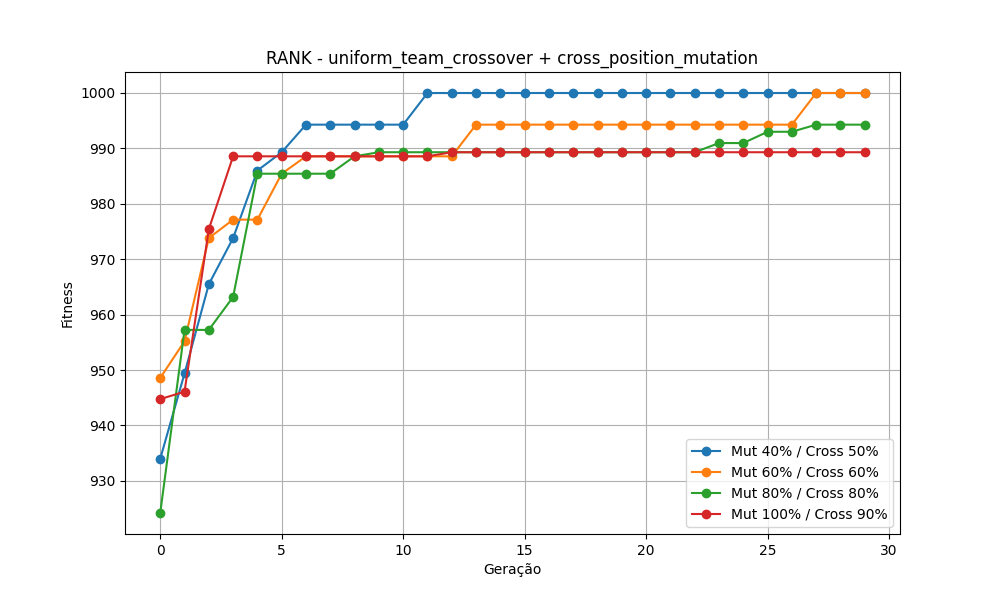 RANK - uniform_team_crossover + cross_position_mutation
1000
990
980
970
960
950
940
930
Fitness
0 5 10 15 20 25 30
Geração
Mut 40% / Cross 50%
Mut 60% / Cross 60%
Mut 80% / Cross 80%
Mut 100% / Cross 90%